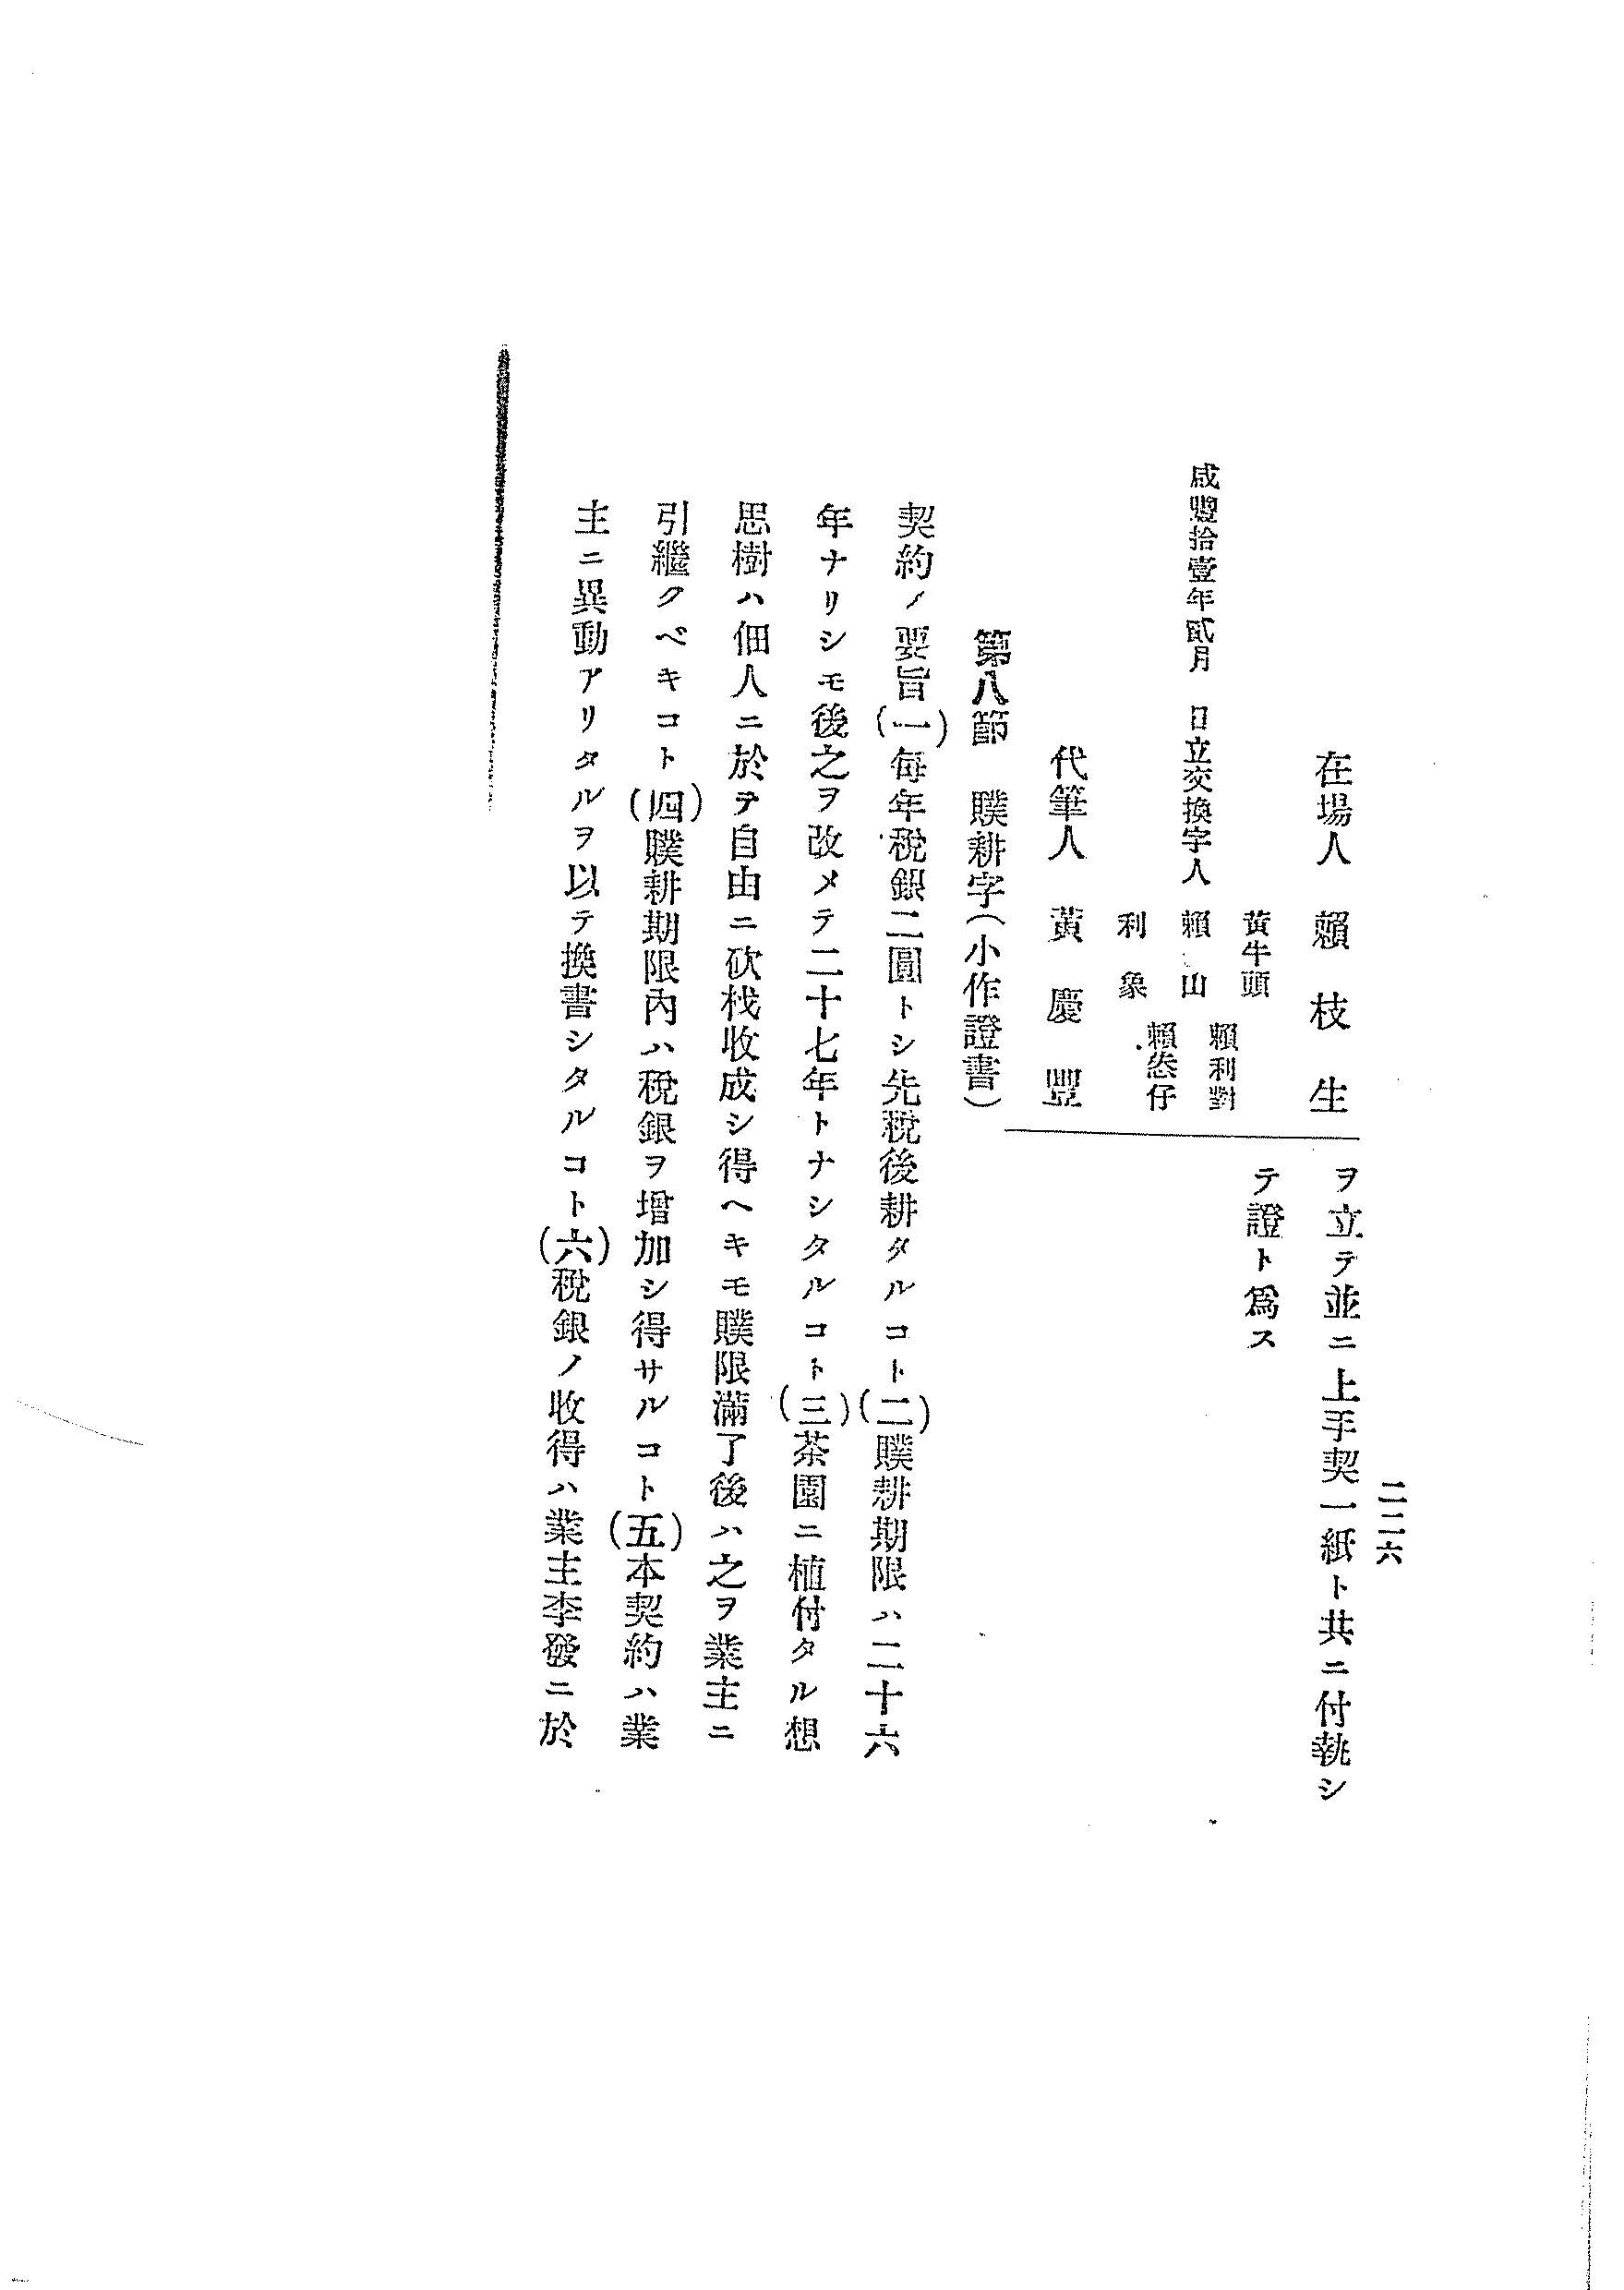 二二六
在場人　賴枝生
黃牛頭
賴利對
咸豐拾壹年貳月　日立交換字人　賴山
賴悐仔
利象
代筆人　黃慶豐
ヲ立テ並ニ上手契一紙ト共ニ付執シ
テ證ト爲ス
第八節　贌耕字(小作證書)
契約ノ要旨(一)每年稅銀二圓トシ先稅後耕タルコト(二)贌耕期限ハ二十六
年ナリシモ後之ヲ改メテ二十七年トナシタルコト(三)茶園ニ植付タル想
思樹ハ佃人ニ於テ自由ニ砍栈收成シ得ヘキモ贌限滿了後ハ之ヲ業主ニ
引繼クベキコト(四)贌耕期限內ハ稅銀ヲ增加シ得サルコト(五)本契約ハ業
主ニ異動アリタルヲ以テ換書シタルコト(六)稅銀ノ收得ハ業主李發ニ於